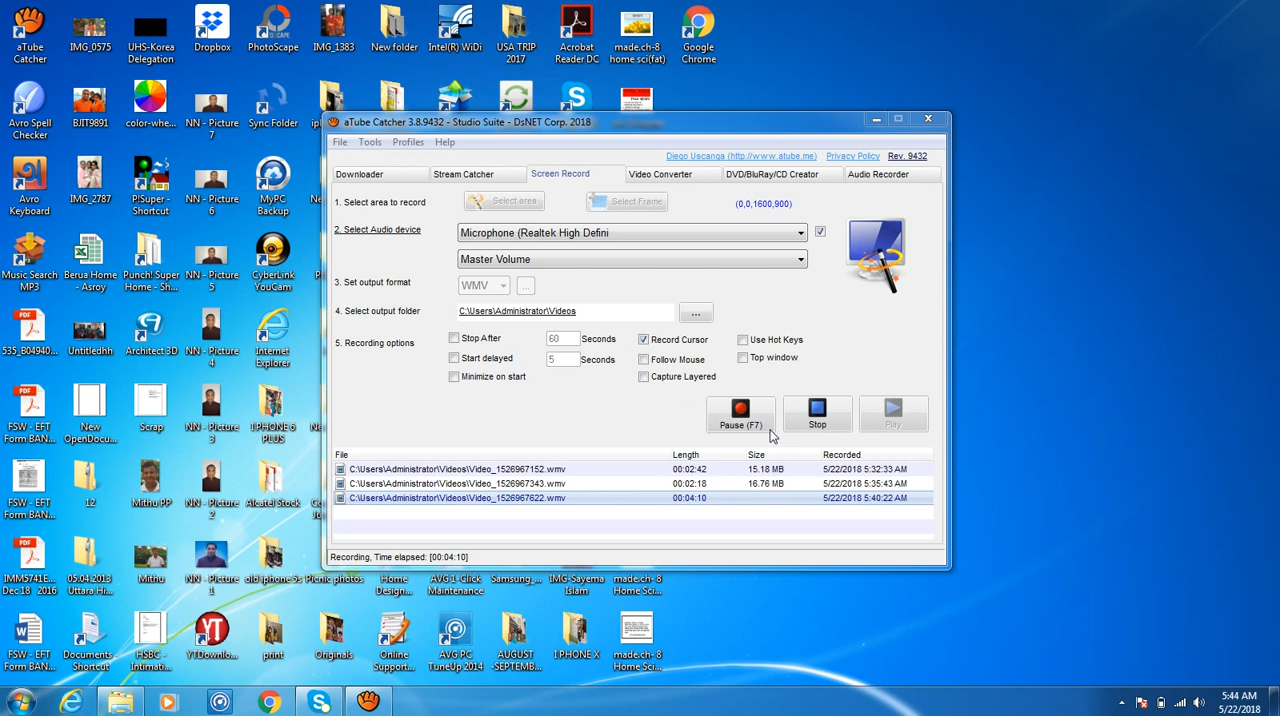 aTube Catcher
IMG_0575
UHS-Korea Delegation
Dropbox
PhotoScape
IMG_1383
New folder
Intel(R) WiDi
USA TRIP 2017
Acrobat Reader DC
made.ch-8 home sci(fat)
Google Chrome
Avro Spell Checker
BJIT9891
color-whe...
NN - Picture 7
Sync Folder
Avro Keyboard
IMG_2787
P!Super - Shortcut
NN - Picture 6
MyPC Backup
Music Search MP3
Berua Home - Asroy
Punch! Super Home - Sh...
NN - Picture 5
CyberLink YouCam
535_B04940...
Untitledhh
Architect 3D
NN - Picture 4
Internet Explorer
FSW - EFT Form BAN...
New OpenDocu...
Scrap
NN - Picture 3
I PHONE 6 PLUS
FSW - EFT Form BAN...
12
Mithu PP
NN - Picture 2
Alcatel Stock
IMM5741E... Dec 18 2016
05.04.2013 Uttara Hi...
Mithu
NN - Picture 1
old iphone 5s
Picnic photos
Home Design...
AVG 1-Click Maintenance
Samsung_...
IMG-Sayema Islam
made.ch- 8 Home Sci...
FSW - EFT Form BAN...
Documents - Shortcut
HSBC - Intimati...
YTDownlo...
print
Originals
Online Support...
AVG PC TuneUp 2014
AUGUST -SEPTEMB...
I PHONE X
made.ch- 8 Home Sci...
aTube Catcher 3.8.9432 - Studio Suite - DsNET Corp. 2018
File Tools Profiles Help
Diego Uscanga (http://www.atube.me) Privacy Policy Rev. 9432
Downloader Stream Catcher Screen Record Video Converter DVD/BluRay/CD Creator Audio Recorder
1. Select area to record Select area Select Frame (0,0,1600,900)
2. Select Audio device Microphone (Realtek High Defini
Master Volume
3. Set output format WMV ...
4. Select output folder C:\Users\Administrator\Videos ...
5. Recording options Stop After 60 Seconds Record Cursor Use Hot Keys
Start delayed 5 Seconds Follow Mouse Top window
Minimize on start Capture Layered
Pause (F7) Stop Play
File Length Size Recorded
C:\Users\Administrator\Videos\Video_1526967152.wmv 00:02:42 15.18 MB 5/22/2018 5:32:33 AM
C:\Users\Administrator\Videos\Video_1526967343.wmv 00:02:18 16.76 MB 5/22/2018 5:35:43 AM
C:\Users\Administrator\Videos\Video_1526967622.wmv 00:04:10 5/22/2018 5:40:22 AM
Recording, Time elapsed: [00:04:10]
5:44 AM
5/22/2018